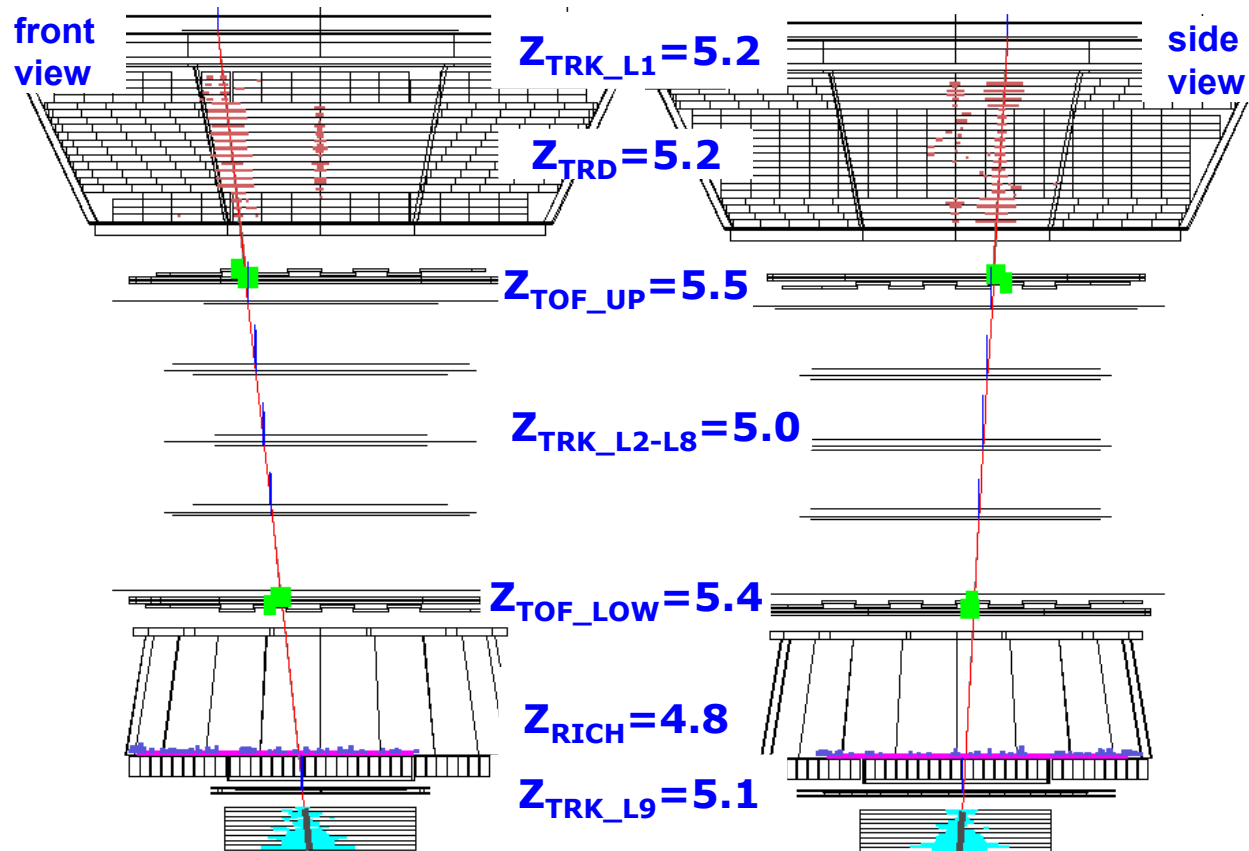 front
view
Z_TRK_L1=5.2
side
view
Z_TRD=5.2
Z_TOF_UP=5.5
Z_TRK_L2-L8=5.0
Z_TOF_LOW=5.4
Z_RICH=4.8
Z_TRK_L9=5.1